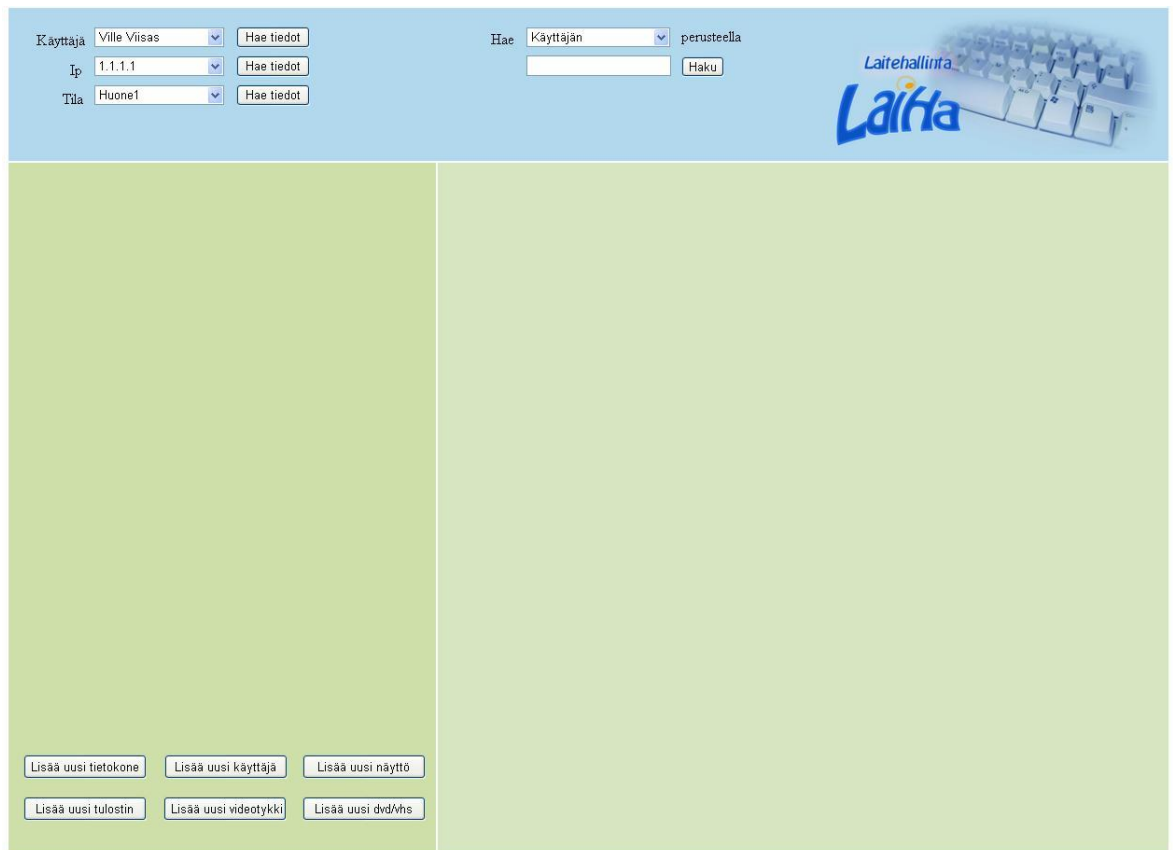 Käyttäjä Ville Viisas Hae tiedot
Ip 1.1.1.1 Hae tiedot
Tila Huone1 Hae tiedot
Hae Käyttäjän perusteella
Haku
Laitehallinta
LaiHa
Lisää uusi tietokone Lisää uusi käyttäjä Lisää uusi näyttö
Lisää uusi tulostin Lisää uusi videotykki Lisää uusi dvd/vhs